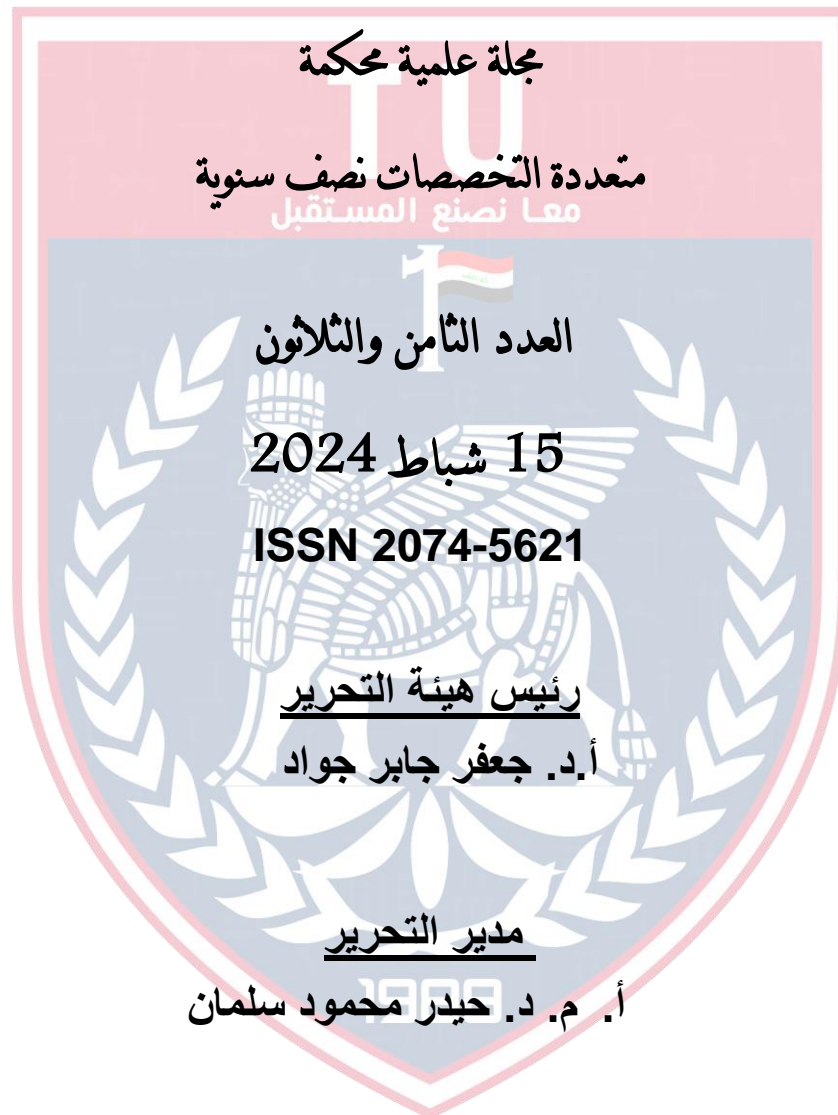 مجلة علمية محكمة
TU
متعددة التخصصات نصف سنوية
معا نصنع المستقبل
العدد الثامن والثلاثون
15 شباط 2024
ISSN 2074-5621
رئيس هيئة التحرير
أ.د. جعفر جابر جواد
مدير التحرير
أ. م. د. حيدر محمود سلمان